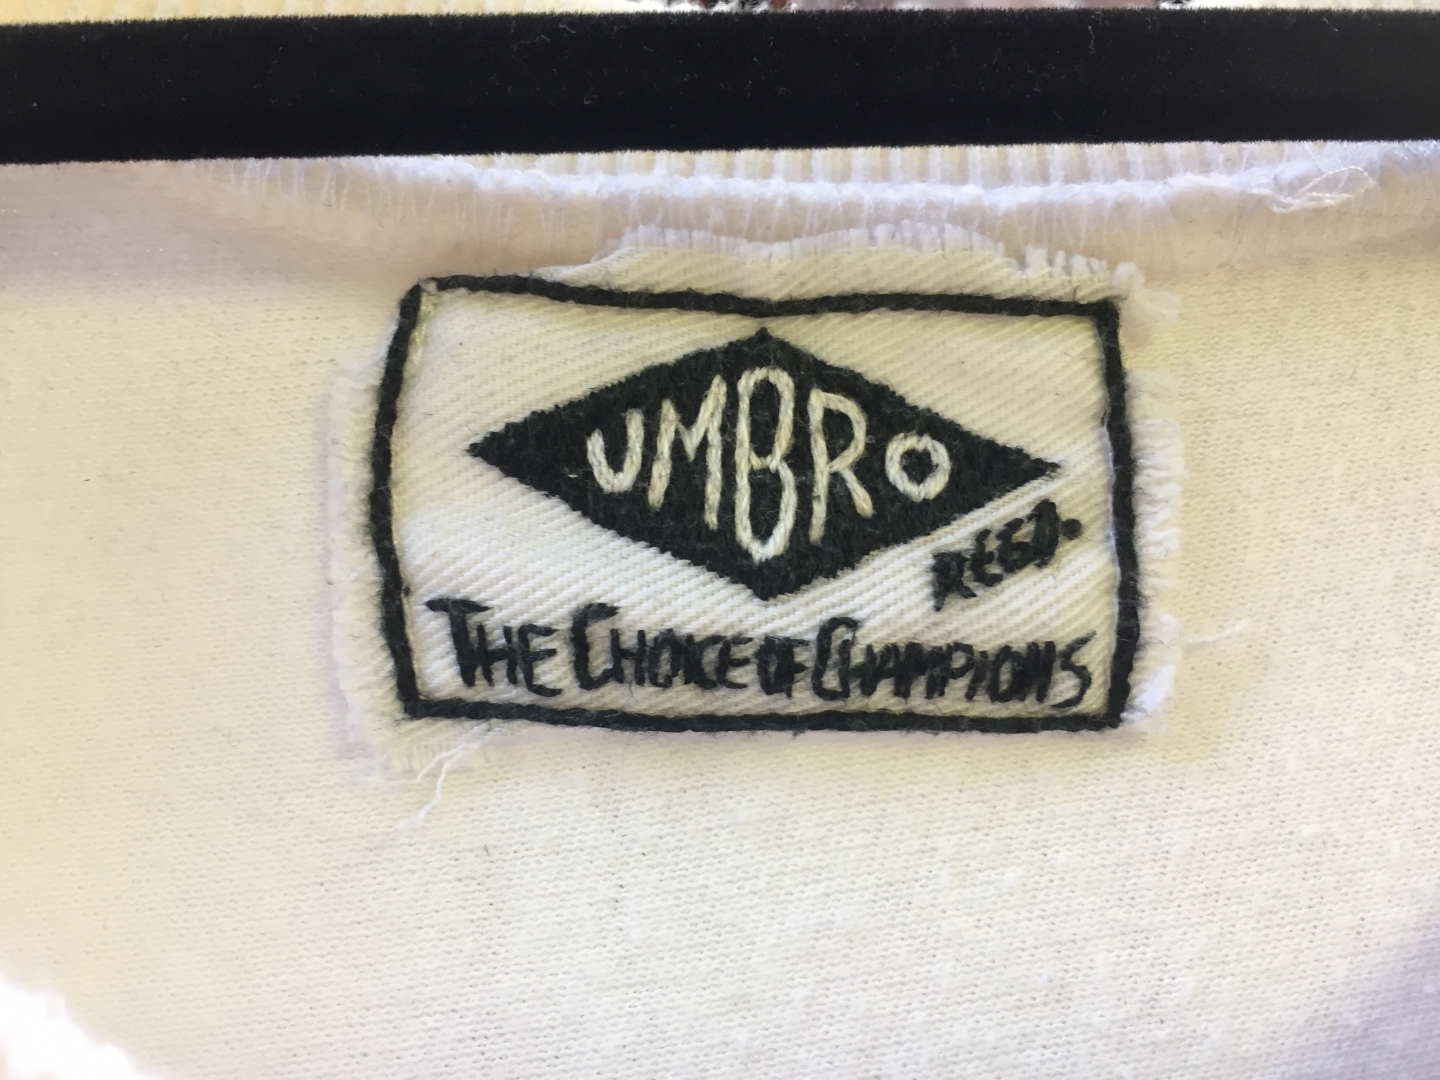 UMBRO
REGD.
THE CHOICE OF CHAMPIONS